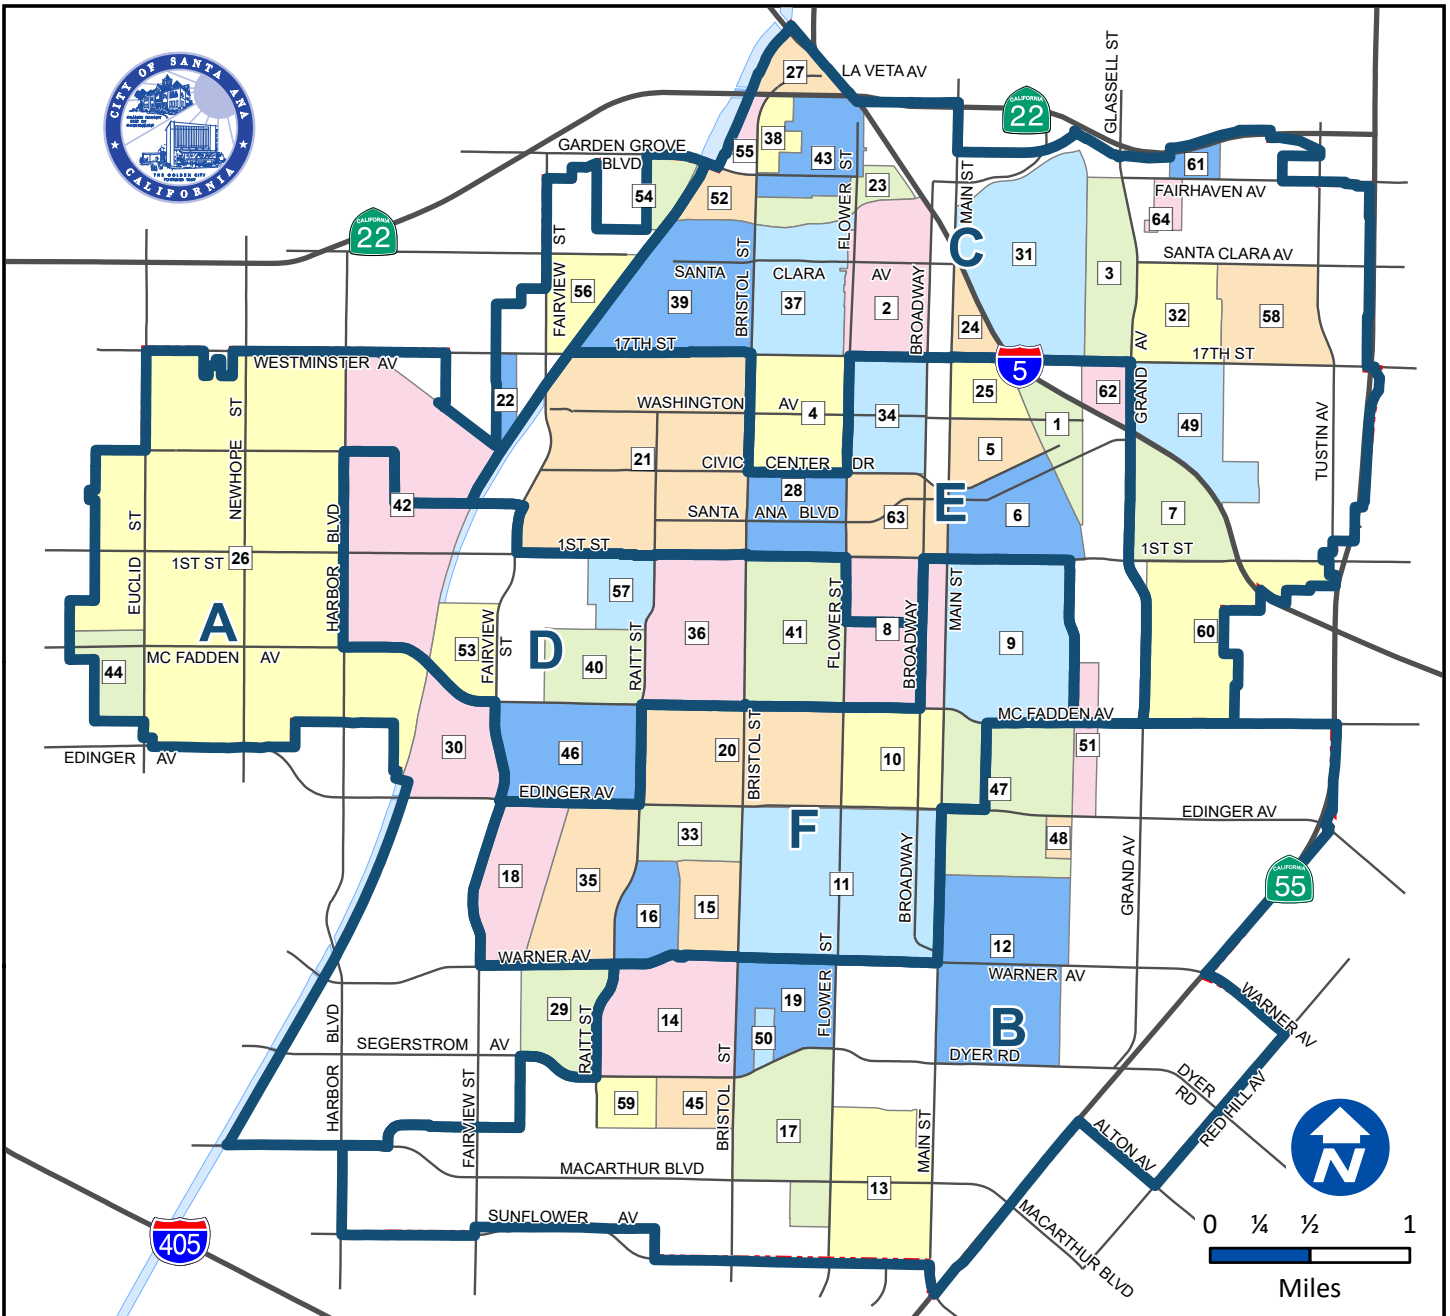 CITY OF SANTA ANA
THE GOLDEN CITY
CALIFORNIA
27
LA VETA AV
CALIFORNIA
22
GLASSELL ST
GARDEN GROVE
BLVD
55
38
43
FLOWER ST
23
MAIN ST
61
FAIRHAVEN AV
64
54
52
CALIFORNIA
22
FAIRVIEW ST
56
39
SANTA CLARA AV
BRISTOL ST
37
2
BROADWAY
C
31
3
SANTA CLARA AV
32
58
24
17TH ST
17TH ST
5
WESTMINSTER AV
22
WASHINGTON AV
4
34
25
1
62
GRAND AV
49
TUSTIN AV
NEWHOPE ST
21
CIVIC CENTER DR
5
42
28
E
6
7
SANTA ANA BLVD
63
EUCLID ST
HARBOR BLVD
1ST ST
26
1ST ST
1ST ST
A
57
36
41
FLOWER ST
8
BROADWAY
MAIN ST
9
60
53
FAIRVIEW ST
D
40
RAITT ST
MC FADDEN AV
44
MC FADDEN AV
51
30
46
20
BRISTOL ST
10
47
EDINGER AV
EDINGER AV
EDINGER AV
33
F
48
GRAND AV
CALIFORNIA
55
18
35
16
15
11
BROADWAY
12
WARNER AV
WARNER AV
WARNER AV
29
RAITT ST
14
19
50
FLOWER ST
B
DYER RD
DYER RD
HARBOR BLVD
SEGERSTROM AV
FAIRVIEW ST
59
45
BRISTOL ST
17
MAIN ST
RED HILL AV
ALTON AV
N
MACARTHUR BLVD
13
MACARTHUR BLVD
SUNFLOWER AV
405
0 ¼ ½ 1
Miles